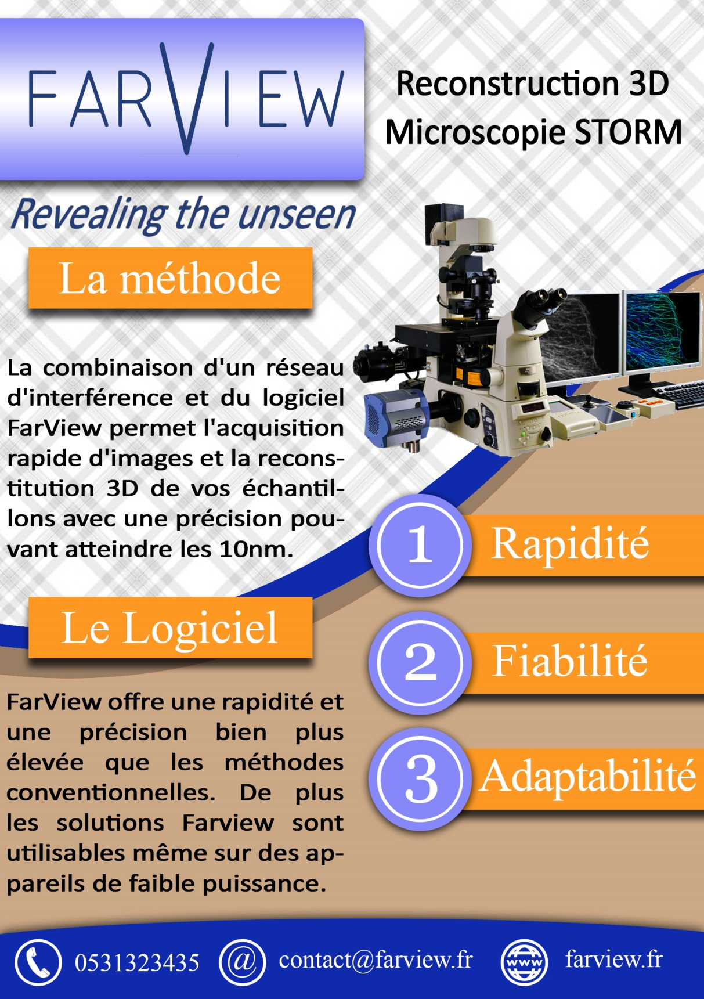 FARVIEW
Reconstruction 3D
Microscopie STORM
Revealing the unseen
La méthode
La combinaison d'un réseau
d'interférence et du logiciel
FarView permet l'acquisition
rapide d'images et la recons-
titution 3D de vos échantil-
lons avec une précision pou-
vant atteindre les 10nm.
Le Logiciel
FarView offre une rapidité et
une précision bien plus
élevée que les méthodes
conventionnelles. De plus
les solutions Farview sont
utilisables même sur des ap-
pareils de faible puissance.
1 Rapidité
2 Fiabilité
3 Adaptabilité
0531323435
@ contact@farview.fr
www farview.fr